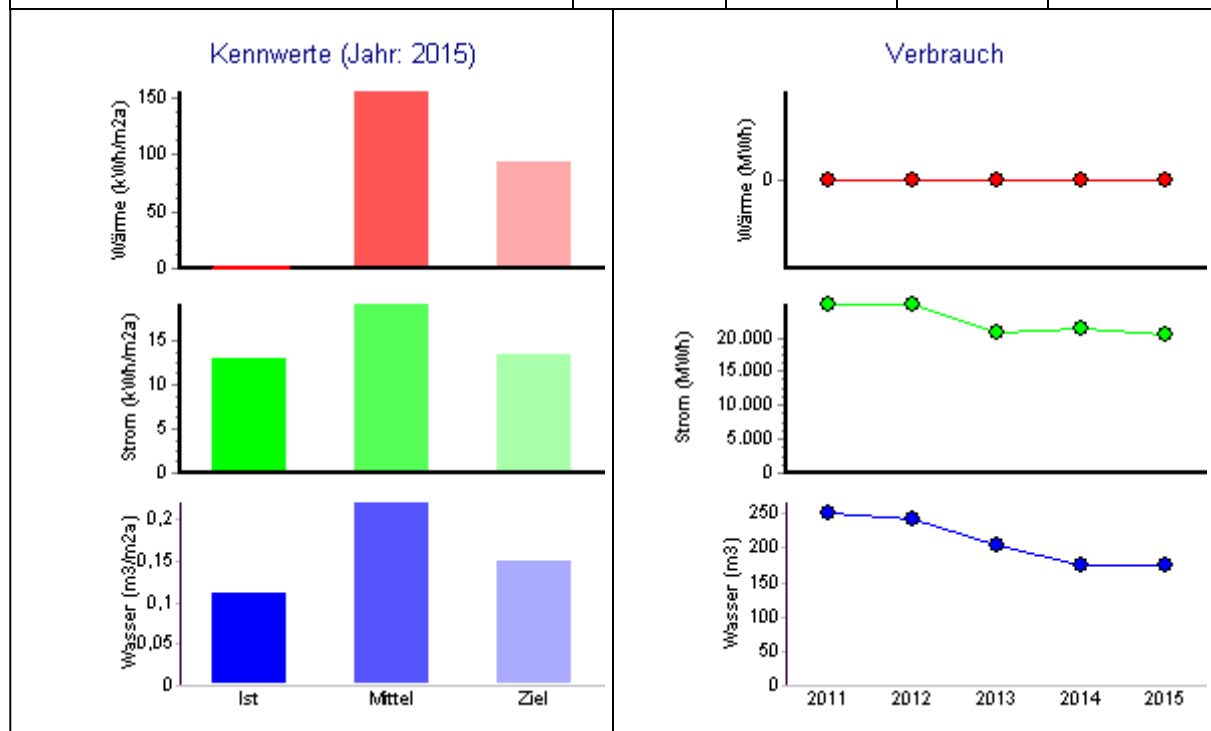 Kennwerte (Jahr: 2015)
Wärme (kWh/m2a)
150
100
50
0
Strom (kWh/m2a)
15
10
5
0
Wasser (m3/m2a)
0,2
0,15
0,1
0,05
0
Ist Mittel Ziel
Verbrauch
Wärme (MWh)
0
Strom (MWh)
20.000
15.000
10.000
5.000
0
Wasser (m3)
250
200
150
100
50
0
2011 2012 2013 2014 2015